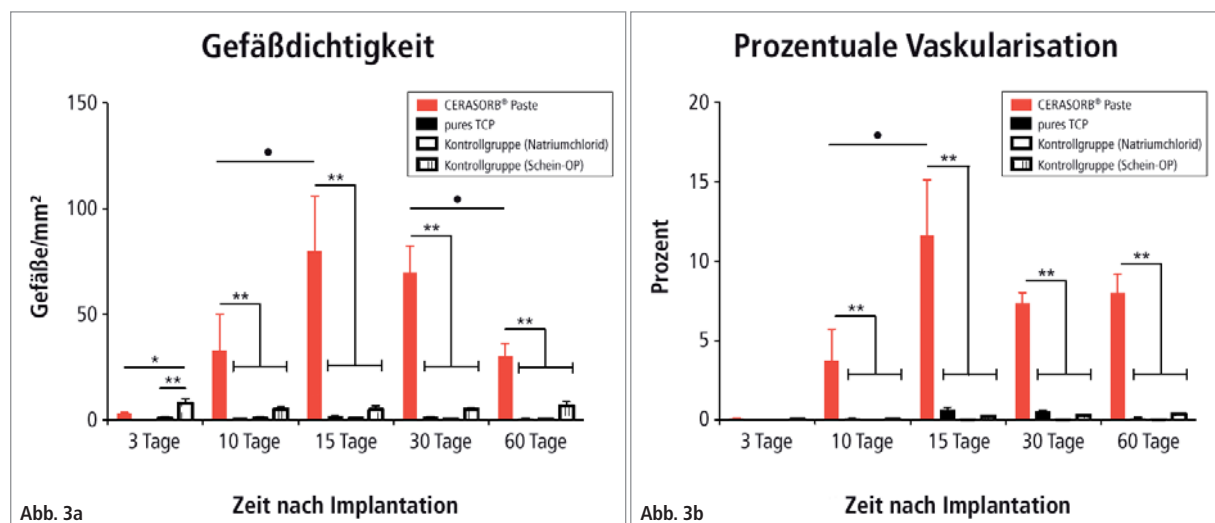 Gefäßdichtigkeit
150
100
50
0
Gefäße/mm²
CERASORB® Paste
pures TCP
Kontrollgruppe (Natriumchlorid)
Kontrollgruppe (Schein-OP)
*
**
**
•
**
**
•
**
3 Tage
10 Tage
15 Tage
30 Tage
60 Tage
Zeit nach Implantation
Abb. 3a
Prozentuale Vaskularisation
20
15
10
5
0
Prozent
CERASORB® Paste
pures TCP
Kontrollgruppe (Natriumchlorid)
Kontrollgruppe (Schein-OP)
**
•
**
**
**
3 Tage
10 Tage
15 Tage
30 Tage
60 Tage
Zeit nach Implantation
Abb. 3b